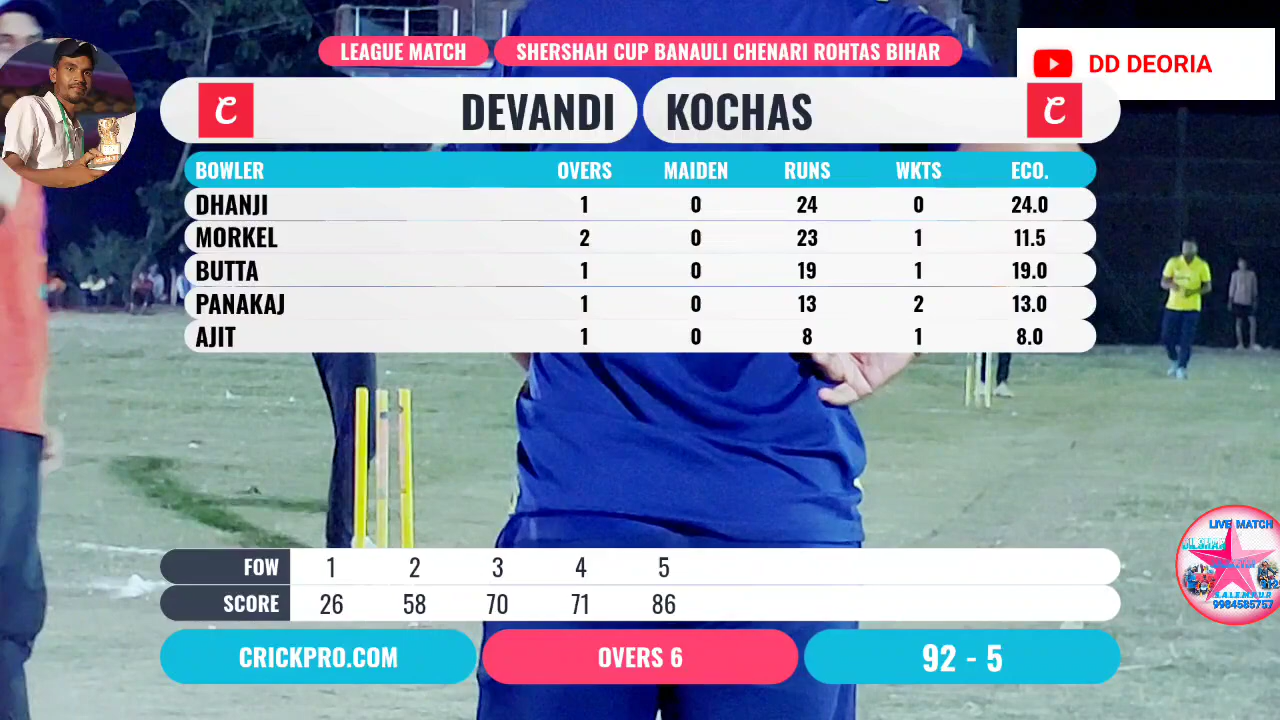 LEAGUE MATCH SHERSHAH CUP BANAULI CHENARI ROHTAS BIHAR
DD DEORIA
DEVANDI KOCHAS
BOWLER OVERS MAIDEN RUNS WKTS ECO.
DHANJI 1 0 24 0 24.0
MORKEL 2 0 23 1 11.5
BUTTA 1 0 19 1 19.0
PANAKAJ 1 0 13 2 13.0
AJIT 1 0 8 1 8.0
LIVE MATCH
S.A.L.E.M.P.U.R
9984585757
FOW 1 2 3 4 5
SCORE 26 58 70 71 86
CRICKPRO.COM OVERS 6 92 - 5